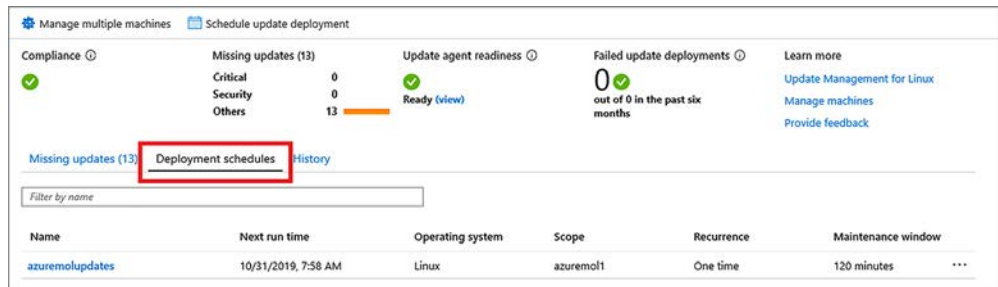 Manage multiple machines Schedule update deployment
Compliance Missing updates (13) Update agent readiness Failed update deployments Learn more
Critical 0
Security 0
Others 13
Ready (view)
0
out of 0 in the past six
months
Update Management for Linux
Manage machines
Provide feedback
Missing updates (13) Deployment schedules History
Filter by name
Name Next run time Operating system Scope Recurrence Maintenance window
azuremolupdates 10/31/2019, 7:58 AM Linux azuremol1 One time 120 minutes ...